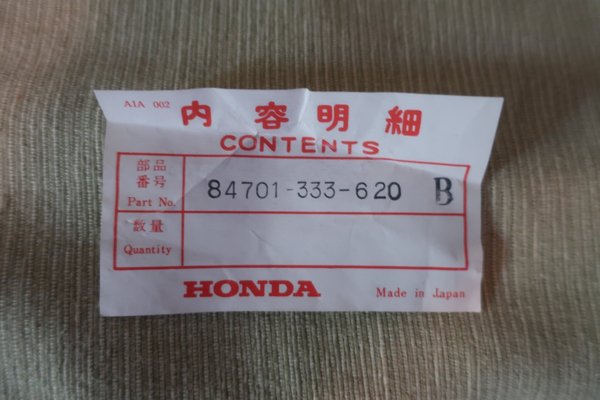 A1A 002
内容明細
CONTENTS
部品
番号
Part No.
84701-333-620 B
数量
Quantity
HONDA
Made in Japan